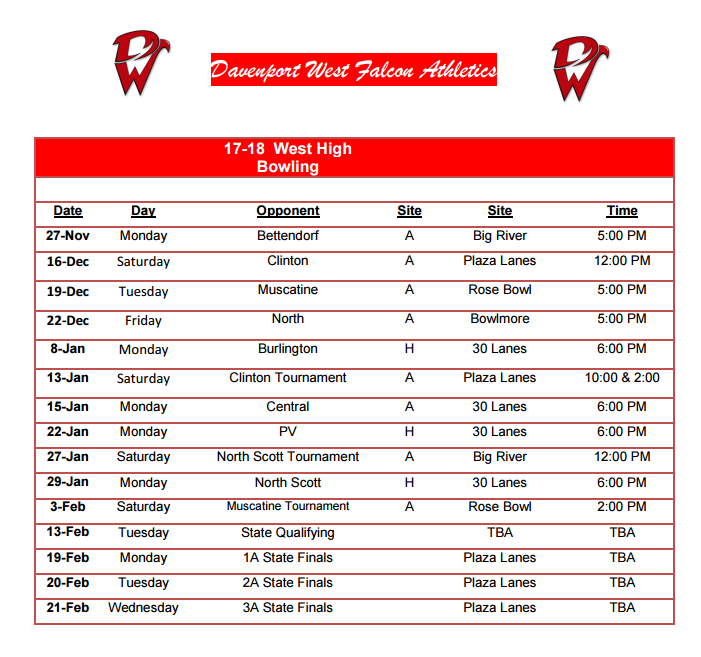 DW
DW
Davenport West Falcon Athletics
17-18 West High
Bowling
Date Day Opponent Site Site Time
27-Nov Monday Bettendorf A Big River 5:00 PM
16-Dec Saturday Clinton A Plaza Lanes 12:00 PM
19-Dec Tuesday Muscatine A Rose Bowl 5:00 PM
22-Dec Friday North A Bowlmore 5:00 PM
8-Jan Monday Burlington H 30 Lanes 6:00 PM
13-Jan Saturday Clinton Tournament A Plaza Lanes 10:00 & 2:00
15-Jan Monday Central A 30 Lanes 6:00 PM
22-Jan Monday PV H 30 Lanes 6:00 PM
27-Jan Saturday North Scott Tournament A Big River 12:00 PM
29-Jan Monday North Scott H 30 Lanes 6:00 PM
3-Feb Saturday Muscatine Tournament A Rose Bowl 2:00 PM
13-Feb Tuesday State Qualifying TBA TBA
19-Feb Monday 1A State Finals Plaza Lanes TBA
20-Feb Tuesday 2A State Finals Plaza Lanes TBA
21-Feb Wednesday 3A State Finals Plaza Lanes TBA